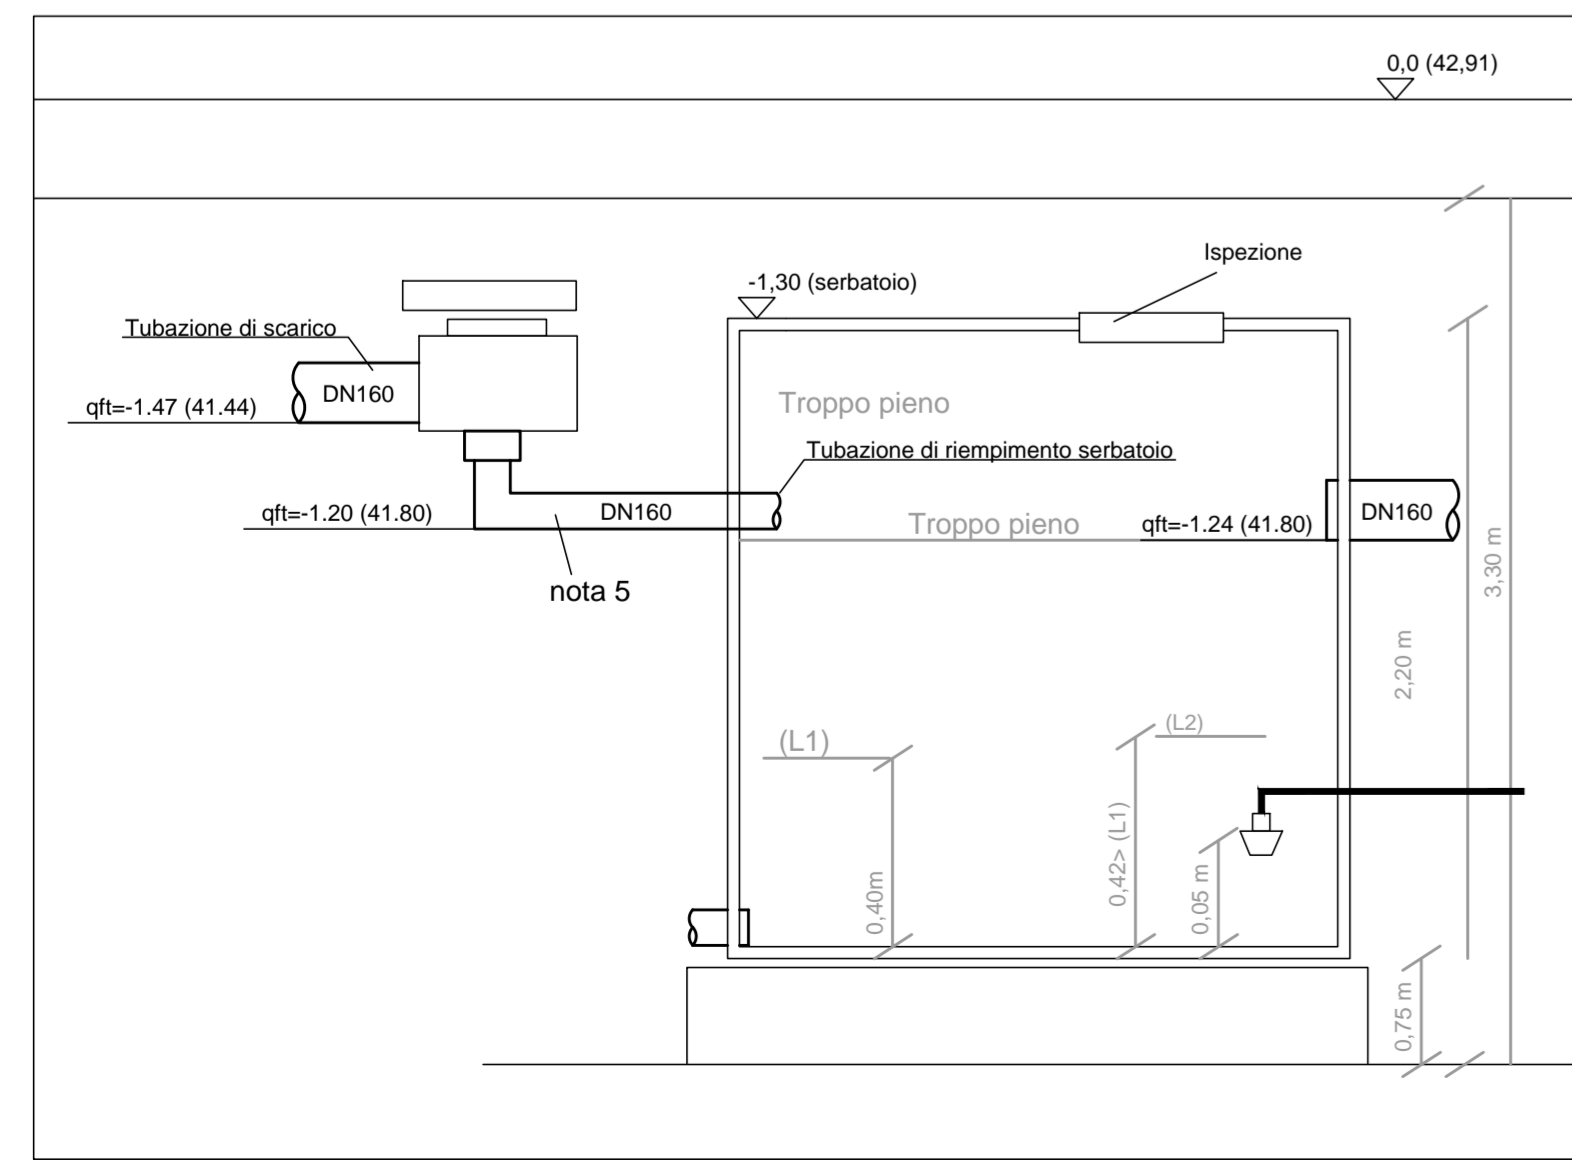 0,0 (42,91)
Ispezione
-1,30 (serbatoio)
Tubazione di scarico
DN160
qft=-1.47 (41.44)
Troppo pieno
Tubazione di riempimento serbatoio
qft=-1.20 (41.80)
DN160
Troppo pieno
qft=-1.24 (41.80)
DN160
3,30 m
nota 5
2,20 m
(L1)
(L2)
0,42> (L1)
0,40m
0,05 m
0,75 m